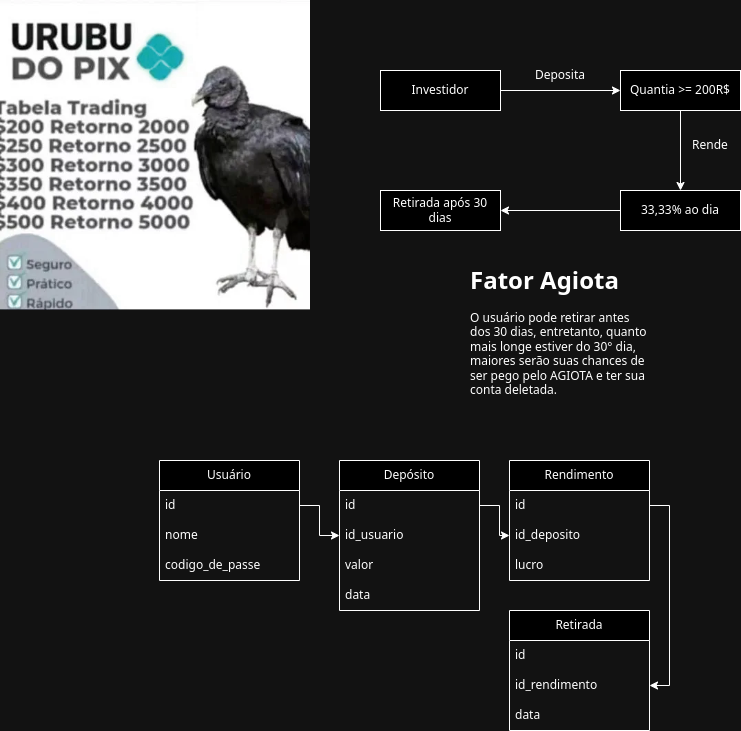 URUBU
DO PIX
Tabela Trading
$200 Retorno 2000
$250 Retorno 2500
$300 Retorno 3000
$350 Retorno 3500
$400 Retorno 4000
$500 Retorno 5000
Seguro
Prático
Rápido
Investidor
Deposita
Quantia >= 200R$
Rende
33,33% ao dia
Retirada após 30
dias
Fator Agiota
O usuário pode retirar antes
dos 30 dias, entretanto, quanto
mais longe estiver do 30° dia,
maiores serão suas chances de
ser pego pelo AGIOTA e ter sua
conta deletada.
Usuário
id
nome
codigo_de_passe
Depósito
id
id_usuario
valor
data
Rendimento
id
id_deposito
lucro
Retirada
id
id_rendimento
data